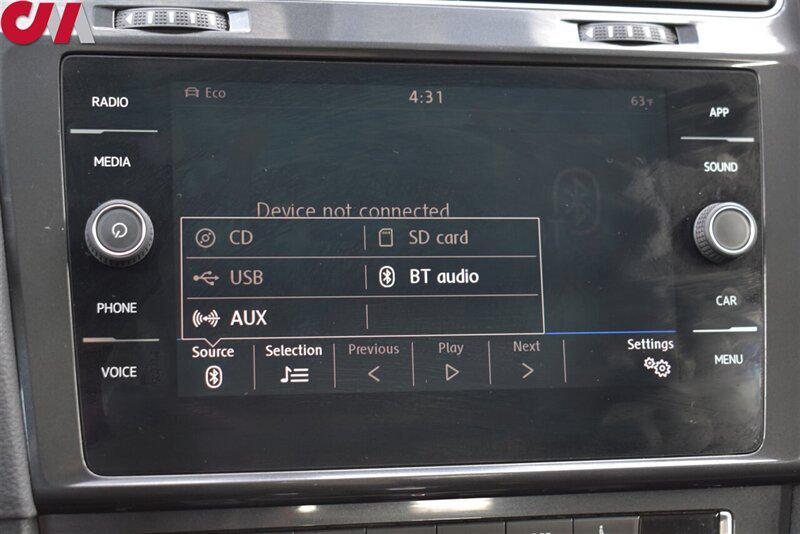 RADIO
MEDIA
PHONE
VOICE
Eco
4:31
63°F
Device not connected
CD
SD card
USB
BT audio
AUX
Source
Selection
Previous
Play
Next
Settings
APP
SOUND
CAR
MENU